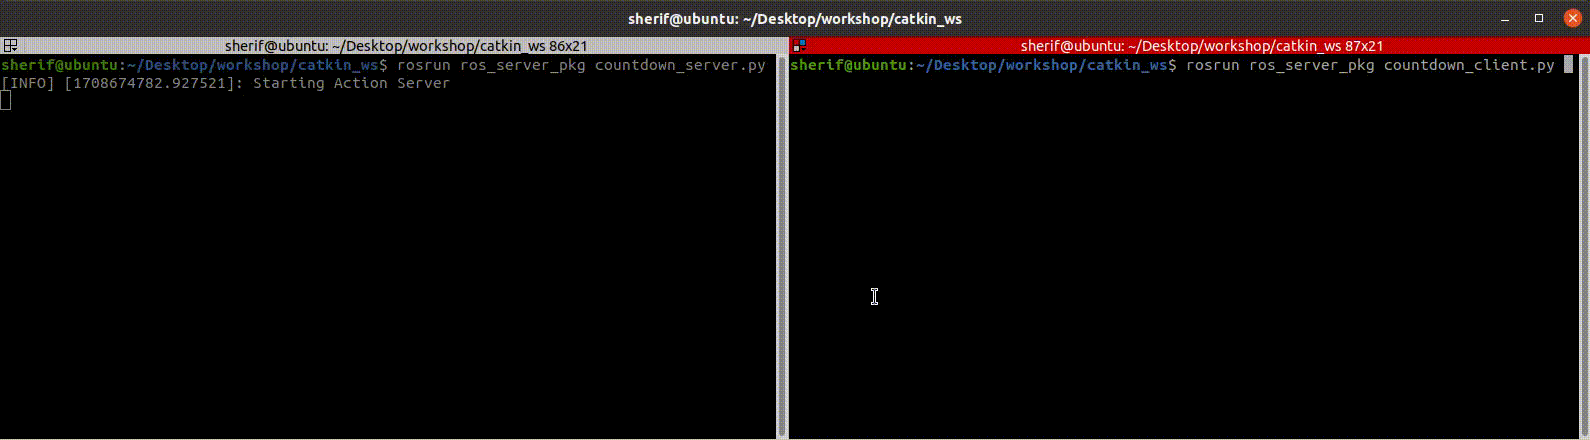 sherif@ubuntu: ~/Desktop/workshop/catkin_ws
sherif@ubuntu: ~/Desktop/workshop/catkin_ws 86x21
sherif@ubuntu:~/Desktop/workshop/catkin_ws$ rosrun ros_server_pkg countdown_server.py
[INFO] [1708674782.927521]: Starting Action Server
sherif@ubuntu: ~/Desktop/workshop/catkin_ws 87x21
sherif@ubuntu:~/Desktop/workshop/catkin_ws$ rosrun ros_server_pkg countdown_client.py